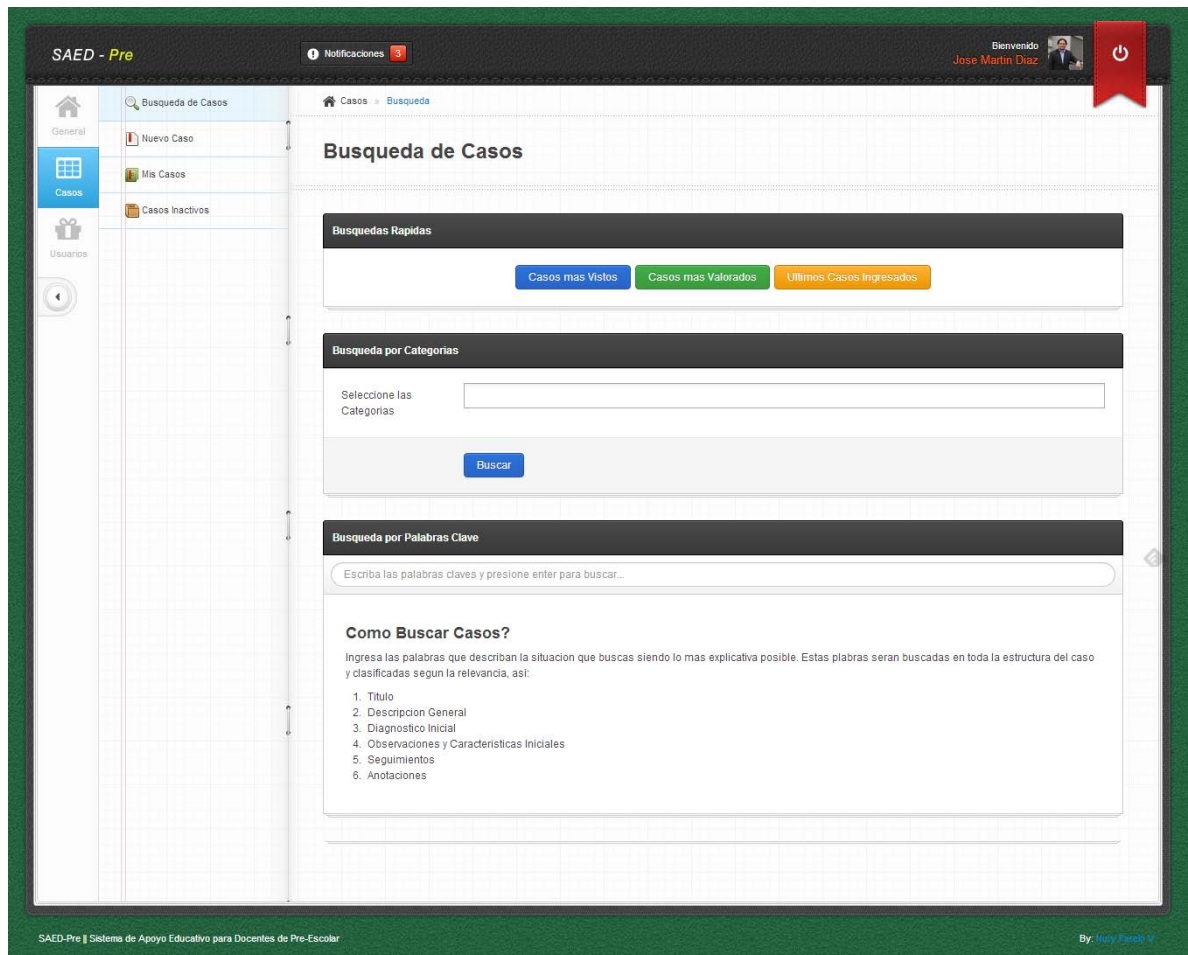 SAED - Pre
Notificaciones 3
Bienvenido
Jose Martin Diaz
General
Casos
Usuarios
Busqueda de Casos
Nuevo Caso
Mis Casos
Casos Inactivos
Casos » Busqueda
Busqueda de Casos
Busquedas Rapidas
Casos mas Vistos
Casos mas Valorados
Ultimos Casos Ingresados
Busqueda por Categorias
Seleccione las
Categorias
Buscar
Busqueda por Palabras Clave
Escriba las palabras claves y presione enter para buscar...
Como Buscar Casos?
Ingresa las palabras que describan la situacion que buscas siendo lo mas explicativa posible. Estas plabras seran buscadas en toda la estructura del caso
y clasificadas segun la relevancia, asi:
1. Titulo
2. Descripcion General
3. Diagnostico Inicial
4. Observaciones y Caracteristicas Iniciales
5. Seguimientos
6. Anotaciones
SAED-Pre || Sistema de Apoyo Educativo para Docentes de Pre-Escolar
By: